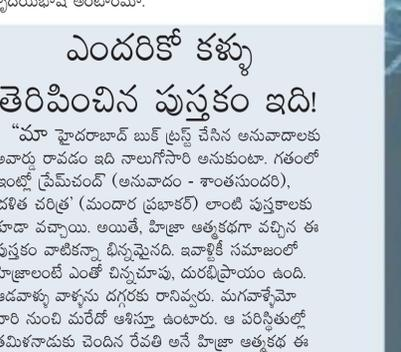 ఎందరికో కళ్ళు
తెరిపించిన పుస్తకం ఇది!
"మా హైదరాబాద్ బుక్ ట్రస్ట్ చేసిన అనువాదాలకు
అవార్డు రావడం ఇది నాలుగోసారి అనుకుంటా. గతంలో
ఇంట్లో ప్రేమ్‌చంద్' (అనువాదం - శాంతసుందరి),
దళిత చరిత్ర' (మందార ప్రభాకర్) లాంటి పుస్తకాలకు
కూడా వచ్చాయి. అయితే, హిజ్రా ఆత్మకథగా వచ్చిన ఈ
పుస్తకం వాటికన్నా భిన్నమైనది. ఇవాళ్టికీ సమాజంలో
హిజ్రాలంటే ఎంతో చిన్నచూపు, దురభిప్రాయం ఉంది.
ఆడవాళ్ళు వాళ్ళను దగ్గరకు రానివ్వరు. మగవాళ్ళేమో
వారి నుంచి మరేదో ఆశిస్తూ ఉంటారు. ఆ పరిస్థితుల్లో
తమిళనాడుకు చెందిన రేవతి అనే హిజ్రా ఆత్మకథ ఈ